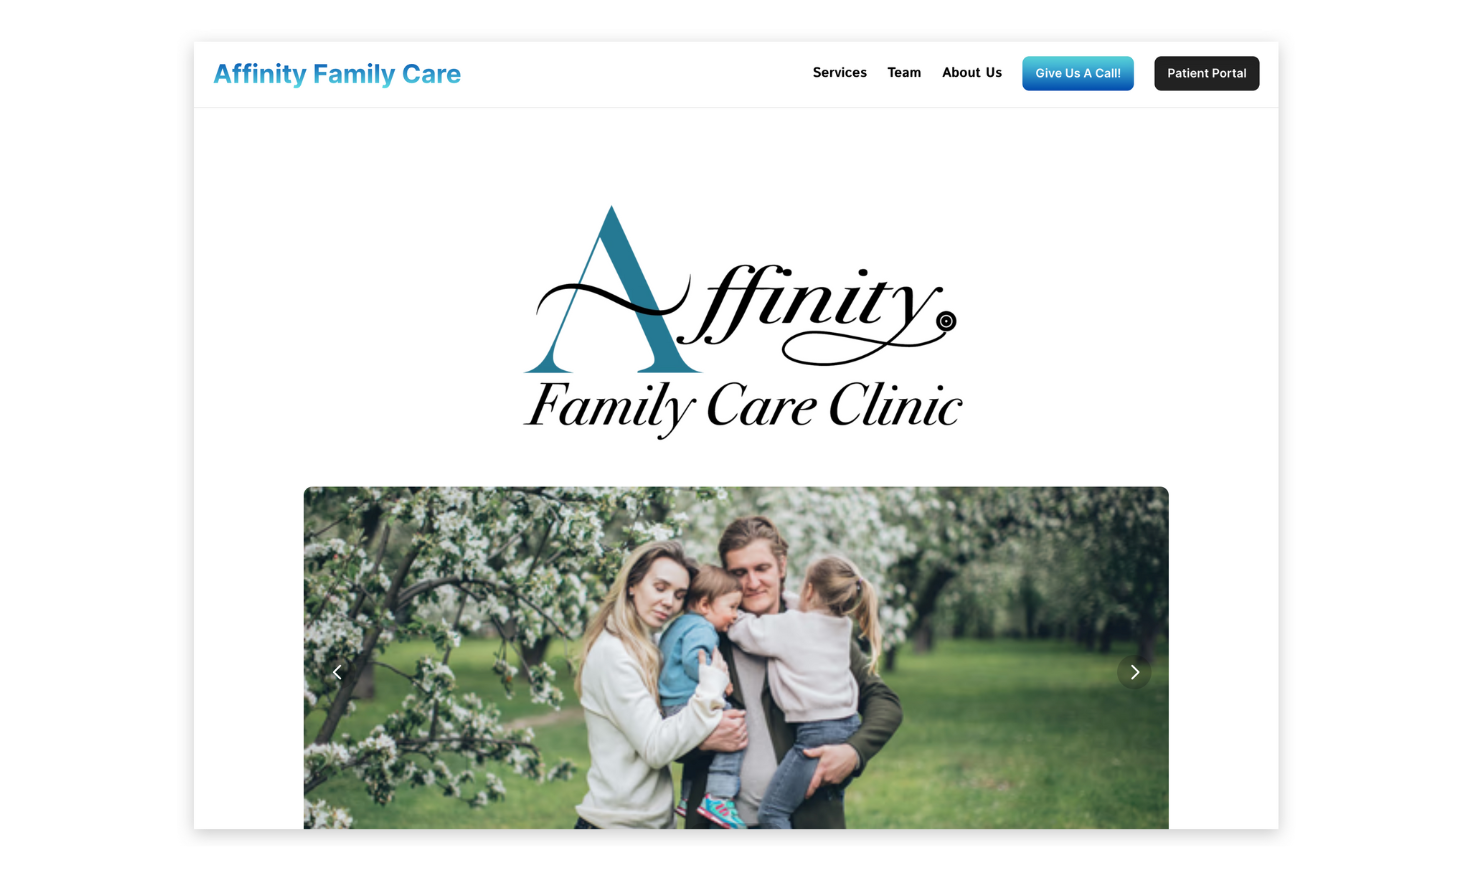 Affinity Family Care
Services Team About Us Give Us A Call! Patient Portal
Affinity
Family Care Clinic